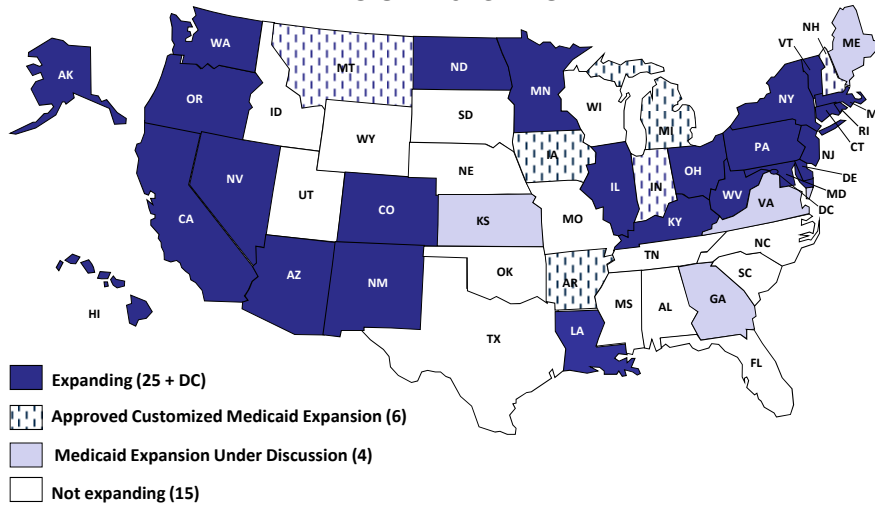 NH
WA
VT
ME
AK
MT
ND
MN
OR
NY
M
ID
WI
SD
RI
MI
WY
CT
PA
IA
NJ
NE
OH
NV
IL
IN
DE
UT
WV
MD
CO
VA
CA
KS
MO
DC
KY
NC
TN
OK
AZ
SC
NM
AR
GA
MS
AL
HI
LA
TX
FL
Expanding (25 + DC)
Approved Customized Medicaid Expansion (6)
Medicaid Expansion Under Discussion (4)
Not expanding (15)